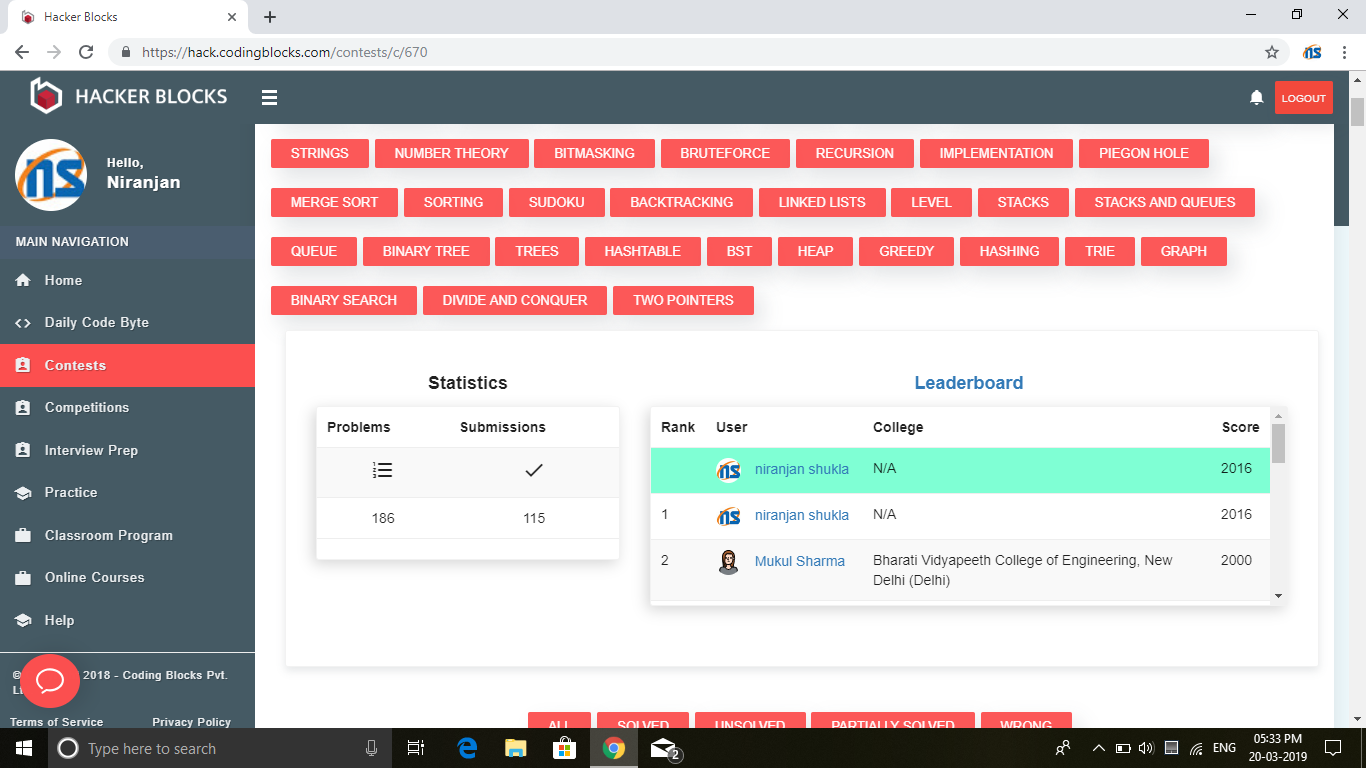 Hacker Blocks
https://hack.codingblocks.com/contests/c/670
HACKER BLOCKS
LOGOUT
Hello,
Niranjan
MAIN NAVIGATION
Home
Daily Code Byte
Contests
Competitions
Interview Prep
Practice
Classroom Program
Online Courses
Help
© 2018 - Coding Blocks Pvt.
Terms of Service Privacy Policy
STRINGS NUMBER THEORY BITMASKING BRUTEFORCE RECURSION IMPLEMENTATION PIEGON HOLE
MERGE SORT SORTING SUDOKU BACKTRACKING LINKED LISTS LEVEL STACKS STACKS AND QUEUES
QUEUE BINARY TREE TREES HASHTABLE BST HEAP GREEDY HASHING TRIE GRAPH
BINARY SEARCH DIVIDE AND CONQUER TWO POINTERS
Statistics
Problems Submissions
186 115
Leaderboard
Rank User College Score
niranjan shukla N/A 2016
1 niranjan shukla N/A 2016
2 Mukul Sharma Bharati Vidyapeeth College of Engineering, New 2000
Delhi (Delhi)
ALL SOLVED UNSOLVED PARTIALLY SOLVED WRONG
Type here to search
2
ENG
05:33 PM
20-03-2019